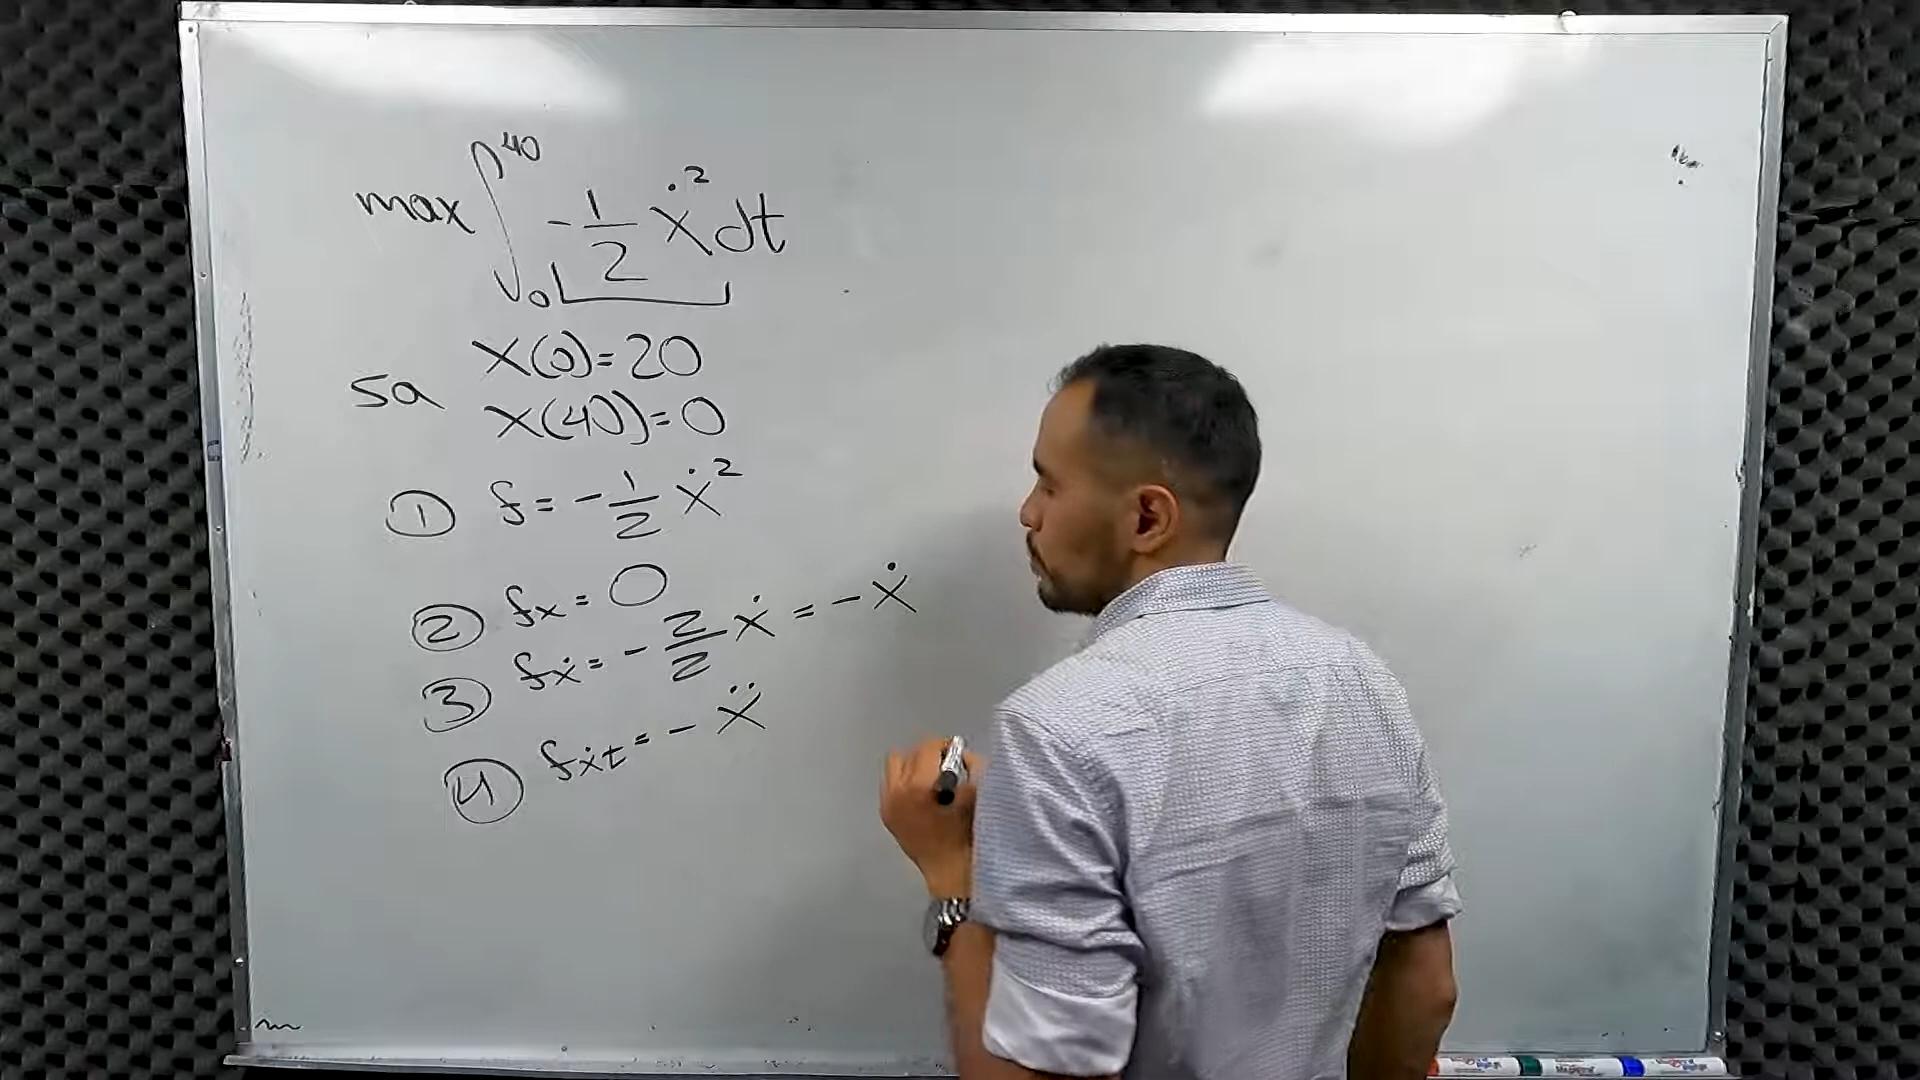 max ∫₀⁴⁰ -1/2 ẋ² dt
sa x(0)=20
x(40)=0
① f = -1/2 ẋ²
② fx = 0
③ fẋ = -2/2 ẋ = -ẋ
④ fẋt = -ẍ